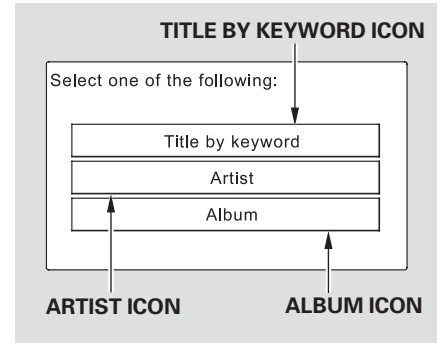 TITLE BY KEYWORD ICON
Select one of the following:
Title by keyword
Artist
Album
ARTIST ICON
ALBUM ICON